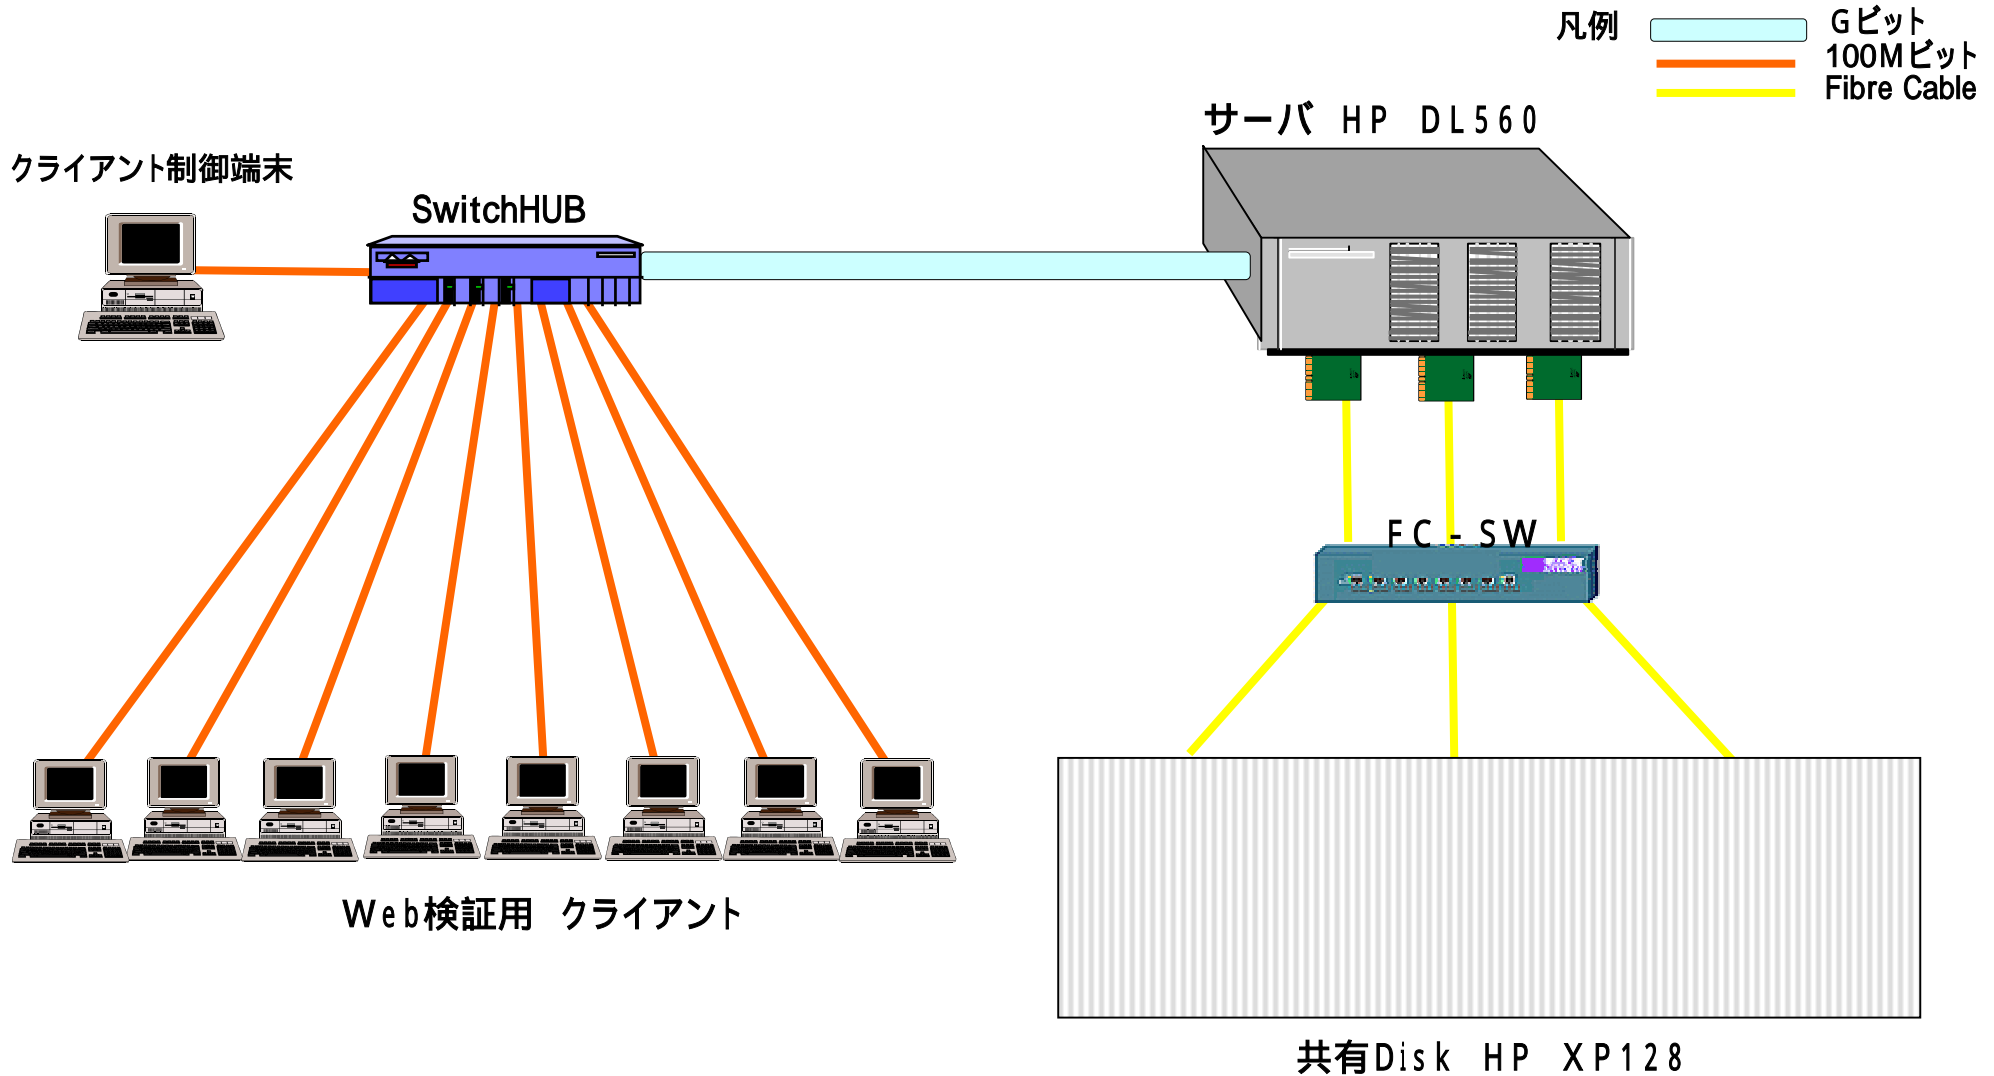 凡例
Gビット
100Mビット
Fibre Cable
サーバ HP DL560
クライアント制御端末
SwitchHUB
FC-SW
Web検証用 クライアント
共有Disk HP XP128